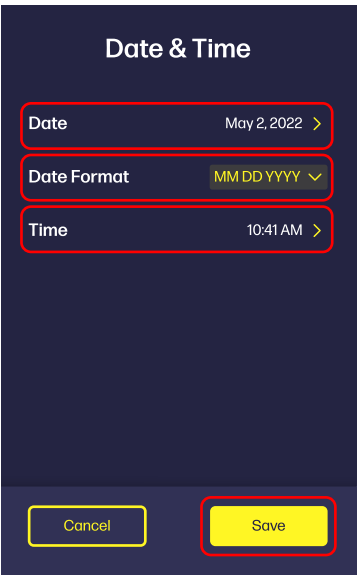 Date & Time
Date May 2, 2022
Date Format MM DD YYYY
Time 10:41 AM
Cancel Save